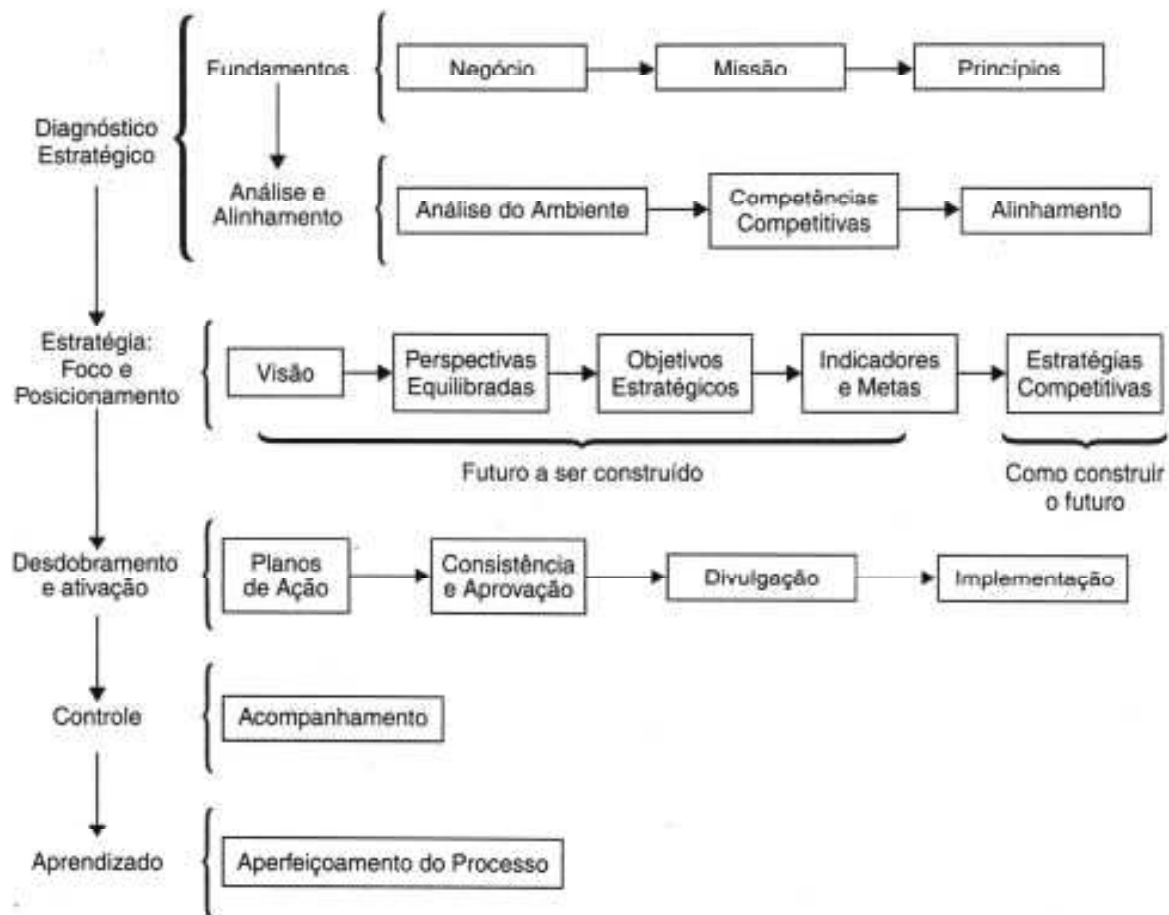 Fundamentos
Negócio
Missão
Princípios
Diagnóstico
Estratégico
Análise e
Alinhamento
Análise do Ambiente
Competências
Competitivas
Alinhamento
Estratégia:
Foco e
Posicionamento
Visão
Perspectivas
Equilibradas
Objetivos
Estratégicos
Indicadores
e Metas
Estratégias
Competitivas
Futuro a ser construído
Como construir
o futuro
Desdobramento
e ativação
Planos
de Ação
Consistência
e Aprovação
Divulgação
Implementação
Controle
Acompanhamento
Aprendizado
Aperfeiçoamento do Processo